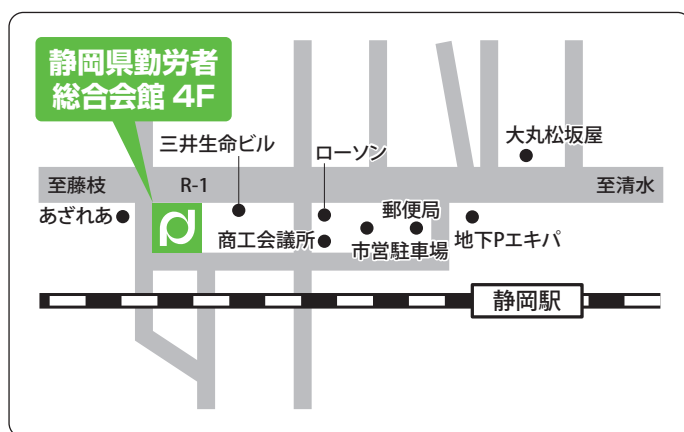 静岡県勤労者
総合会館 4F
三井生命ビル
ローソン
大丸松坂屋
至藤枝
R-1
至清水
あざれあ
商工会議所
郵便局
市営駐車場
地下Pエキパ
静岡駅